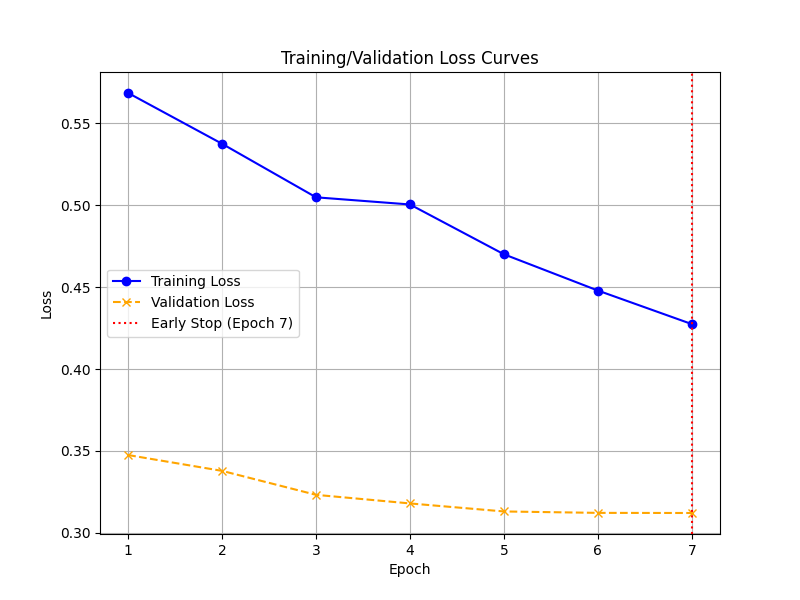 Training/Validation Loss Curves
Loss
0.55
0.50
0.45
0.40
0.35
0.30
Training Loss
Validation Loss
Early Stop (Epoch 7)
1 2 3 4 5 6 7
Epoch